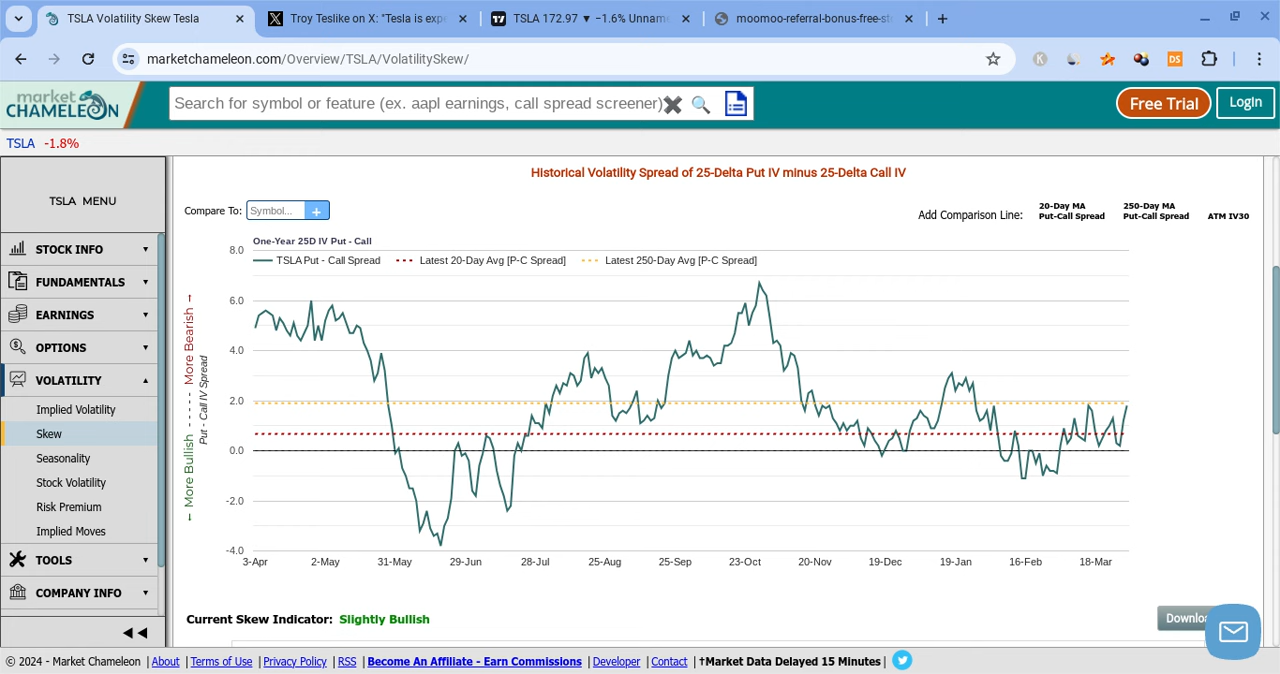 TSLA Volatility Skew Tesla
Troy Teslike on X: "Tesla is exp
TSLA 172.97 ▼ −1.6% Unnam
moomoo-referral-bonus-free-st
marketchameleon.com/Overview/TSLA/VolatilitySkew/
market
CHAMELEON
Search for symbol or feature (ex. aapl earnings, call spread screener)
Free Trial
Login
TSLA -1.8%
TSLA MENU
STOCK INFO
FUNDAMENTALS
EARNINGS
OPTIONS
VOLATILITY
Implied Volatility
Skew
Seasonality
Stock Volatility
Risk Premium
Implied Moves
TOOLS
COMPANY INFO
Historical Volatility Spread of 25-Delta Put IV minus 25-Delta Call IV
Compare To: Symbol... +
Add Comparison Line:
20-Day MA
Put-Call Spread
250-Day MA
Put-Call Spread
ATM IV30
One-Year 25D IV Put - Call
TSLA Put - Call Spread
Latest 20-Day Avg [P-C Spread]
Latest 250-Day Avg [P-C Spread]
← More Bullish - - - - - More Bearish →
Put - Call IV Spread
8.0
6.0
4.0
2.0
0.0
-2.0
-4.0
3-Apr 2-May 31-May 29-Jun 28-Jul 25-Aug 25-Sep 23-Oct 20-Nov 19-Dec 19-Jan 16-Feb 18-Mar
Current Skew Indicator: Slightly Bullish
Downlo
© 2024 - Market Chameleon | About | Terms of Use | Privacy Policy | RSS | Become An Affiliate - Earn Commissions | Developer | Contact | †Market Data Delayed 15 Minutes |
K
DS